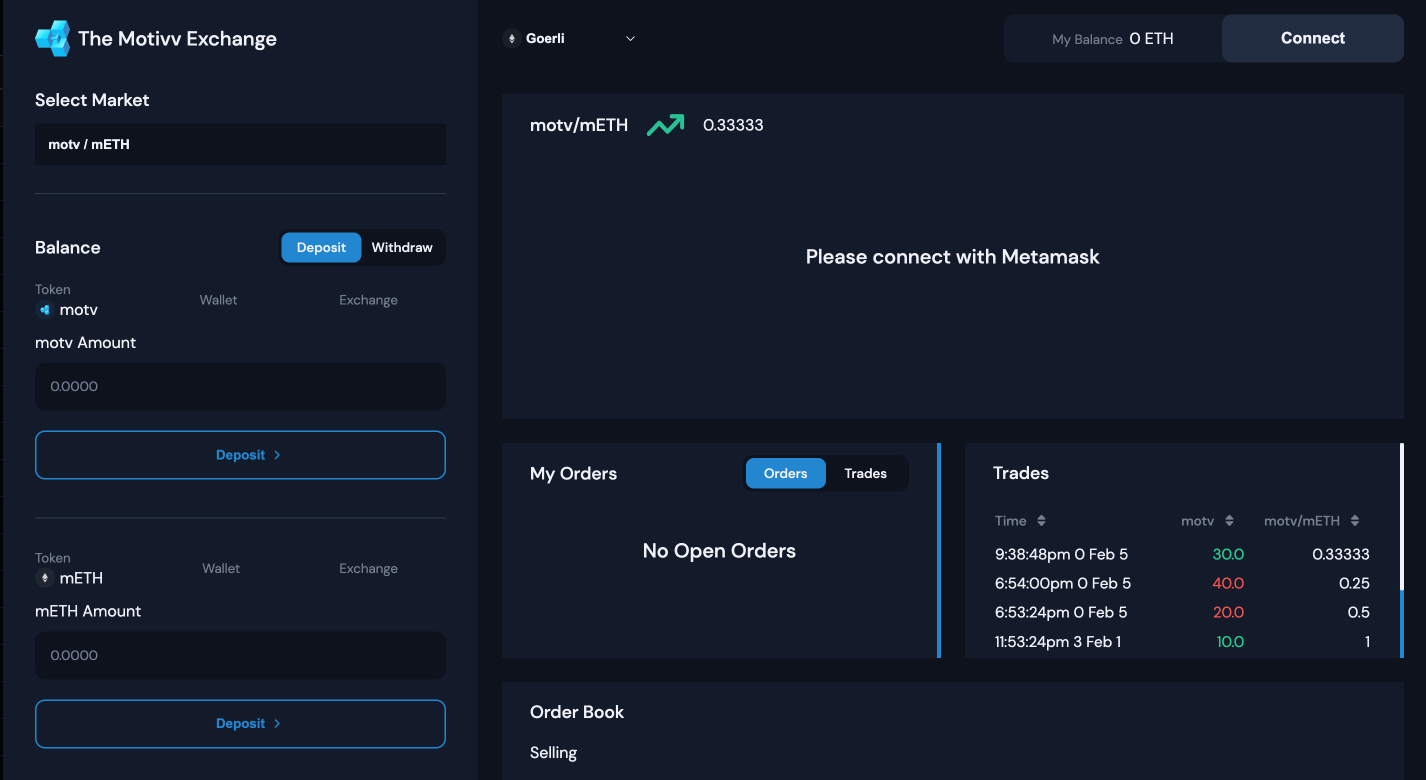 The Motivv Exchange
Goerli
My Balance 0 ETH
Connect
Select Market
motv / mETH
Balance
Deposit Withdraw
Token
motv
Wallet
Exchange
motv Amount
0.0000
Deposit >
Token
mETH
Wallet
Exchange
mETH Amount
0.0000
Deposit >
motv/mETH 0.33333
Please connect with Metamask
My Orders
Orders Trades
No Open Orders
Trades
Time motv motv/mETH
9:38:48pm 0 Feb 5 30.0 0.33333
6:54:00pm 0 Feb 5 40.0 0.25
6:53:24pm 0 Feb 5 20.0 0.5
11:53:24pm 3 Feb 1 10.0 1
Order Book
Selling